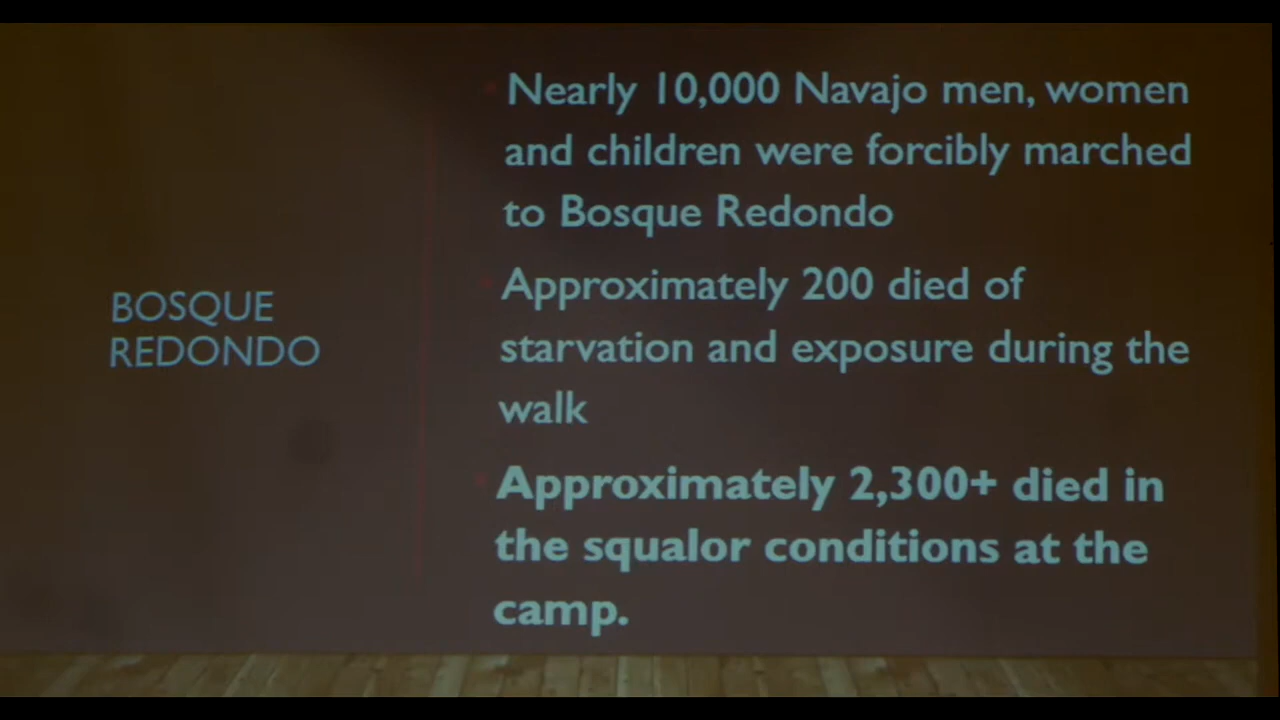 BOSQUE
REDONDO
Nearly 10,000 Navajo men, women
and children were forcibly marched
to Bosque Redondo
Approximately 200 died of
starvation and exposure during the
walk
Approximately 2,300+ died in
the squalor conditions at the
camp.